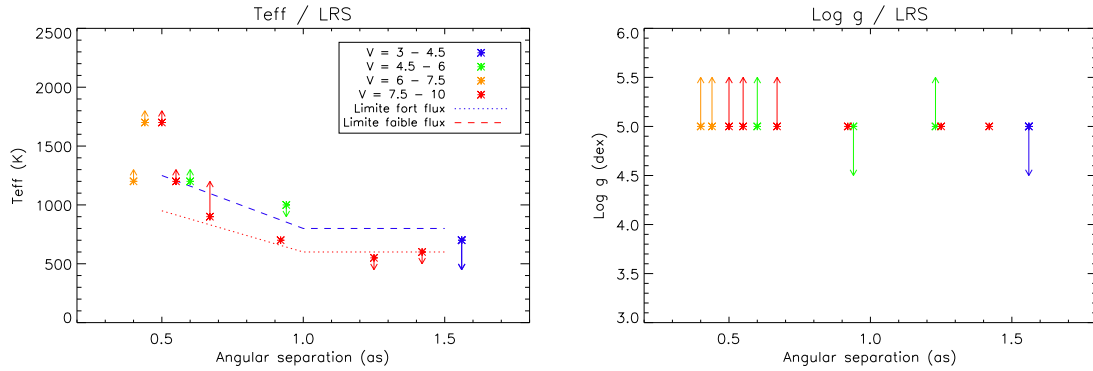 Teff / LRS
2500
2000
1500
1000
500
0
Teff (K)
V = 3 - 4.5
V = 4.5 - 6
V = 6 - 7.5
V = 7.5 - 10
Limite fort flux
Limite faible flux
0.5
1.0
1.5
Angular separation (as)
Log g / LRS
6.0
5.5
5.0
4.5
4.0
3.5
3.0
Log g (dex)
0.5
1.0
1.5
Angular separation (as)